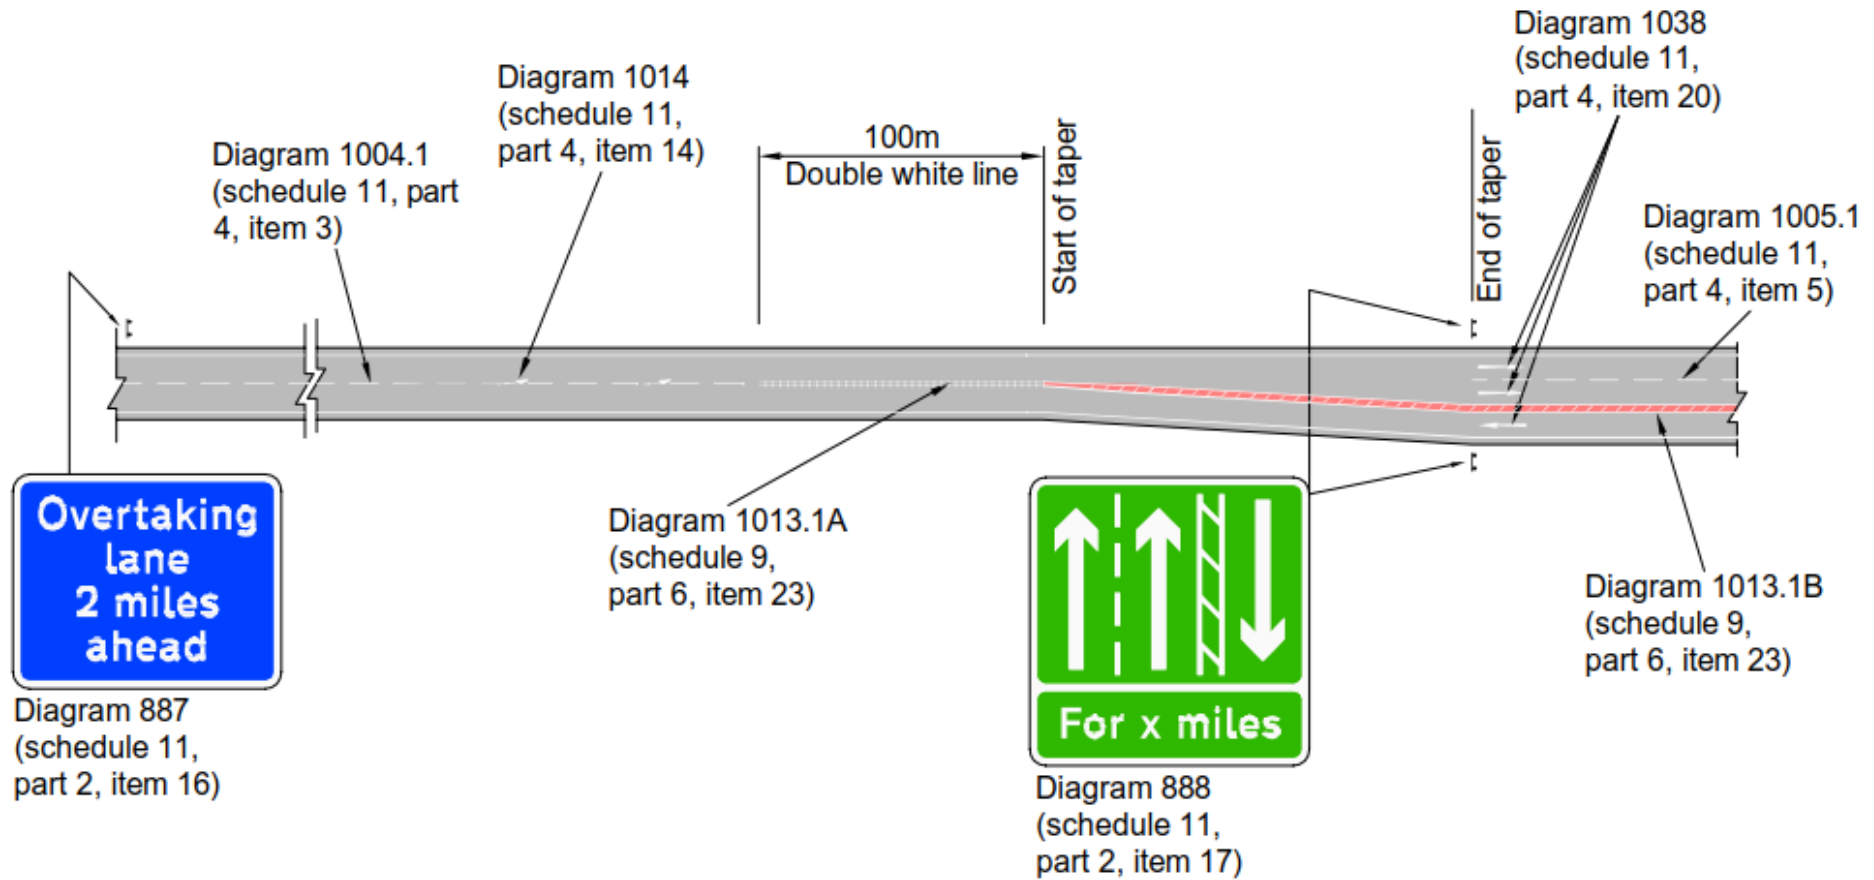 Diagram 1038
(schedule 11,
part 4, item 20)
Diagram 1014
(schedule 11,
part 4, item 14)
100m
Double white line
Start of taper
End of taper
Diagram 1004.1
(schedule 11, part
4, item 3)
Diagram 1005.1
(schedule 11,
part 4, item 5)
Overtaking
lane
2 miles
ahead
Diagram 887
(schedule 11,
part 2, item 16)
Diagram 1013.1A
(schedule 9,
part 6, item 23)
For x miles
Diagram 888
(schedule 11,
part 2, item 17)
Diagram 1013.1B
(schedule 9,
part 6, item 23)